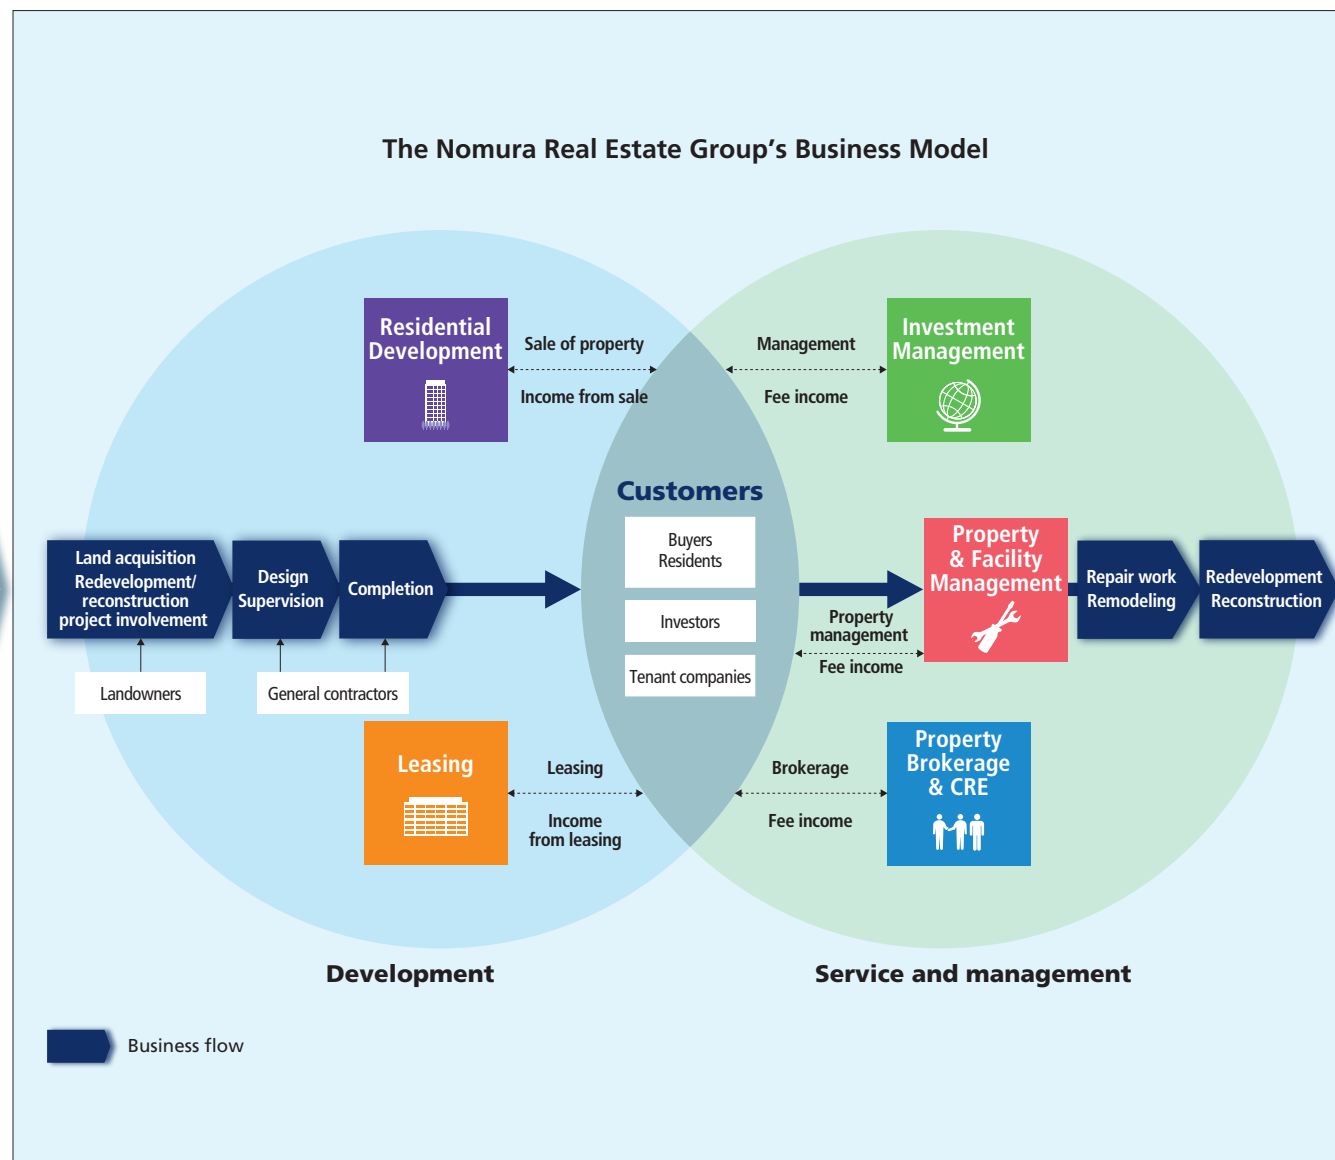 The Nomura Real Estate Group’s Business Model
Residential
Development
Sale of property
Income from sale
Management
Fee income
Investment
Management
Customers
Buyers
Residents
Investors
Tenant companies
Land acquisition
Redevelopment/
reconstruction
project involvement
Design
Supervision
Completion
Landowners
General contractors
Property
& Facility
Management
Property
management
Fee income
Repair work
Remodeling
Redevelopment
Reconstruction
Leasing
Leasing
Income
from leasing
Brokerage
Fee income
Property
Brokerage
& CRE
Development
Service and management
Business flow